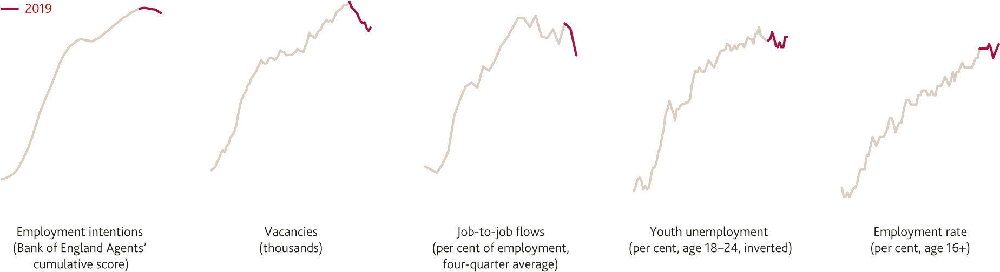 2019
Employment intentions
(Bank of England Agents’
cumulative score)
Vacancies
(thousands)
Job-to-job flows
(per cent of employment,
four-quarter average)
Youth unemployment
(per cent, age 18–24, inverted)
Employment rate
(per cent, age 16+)